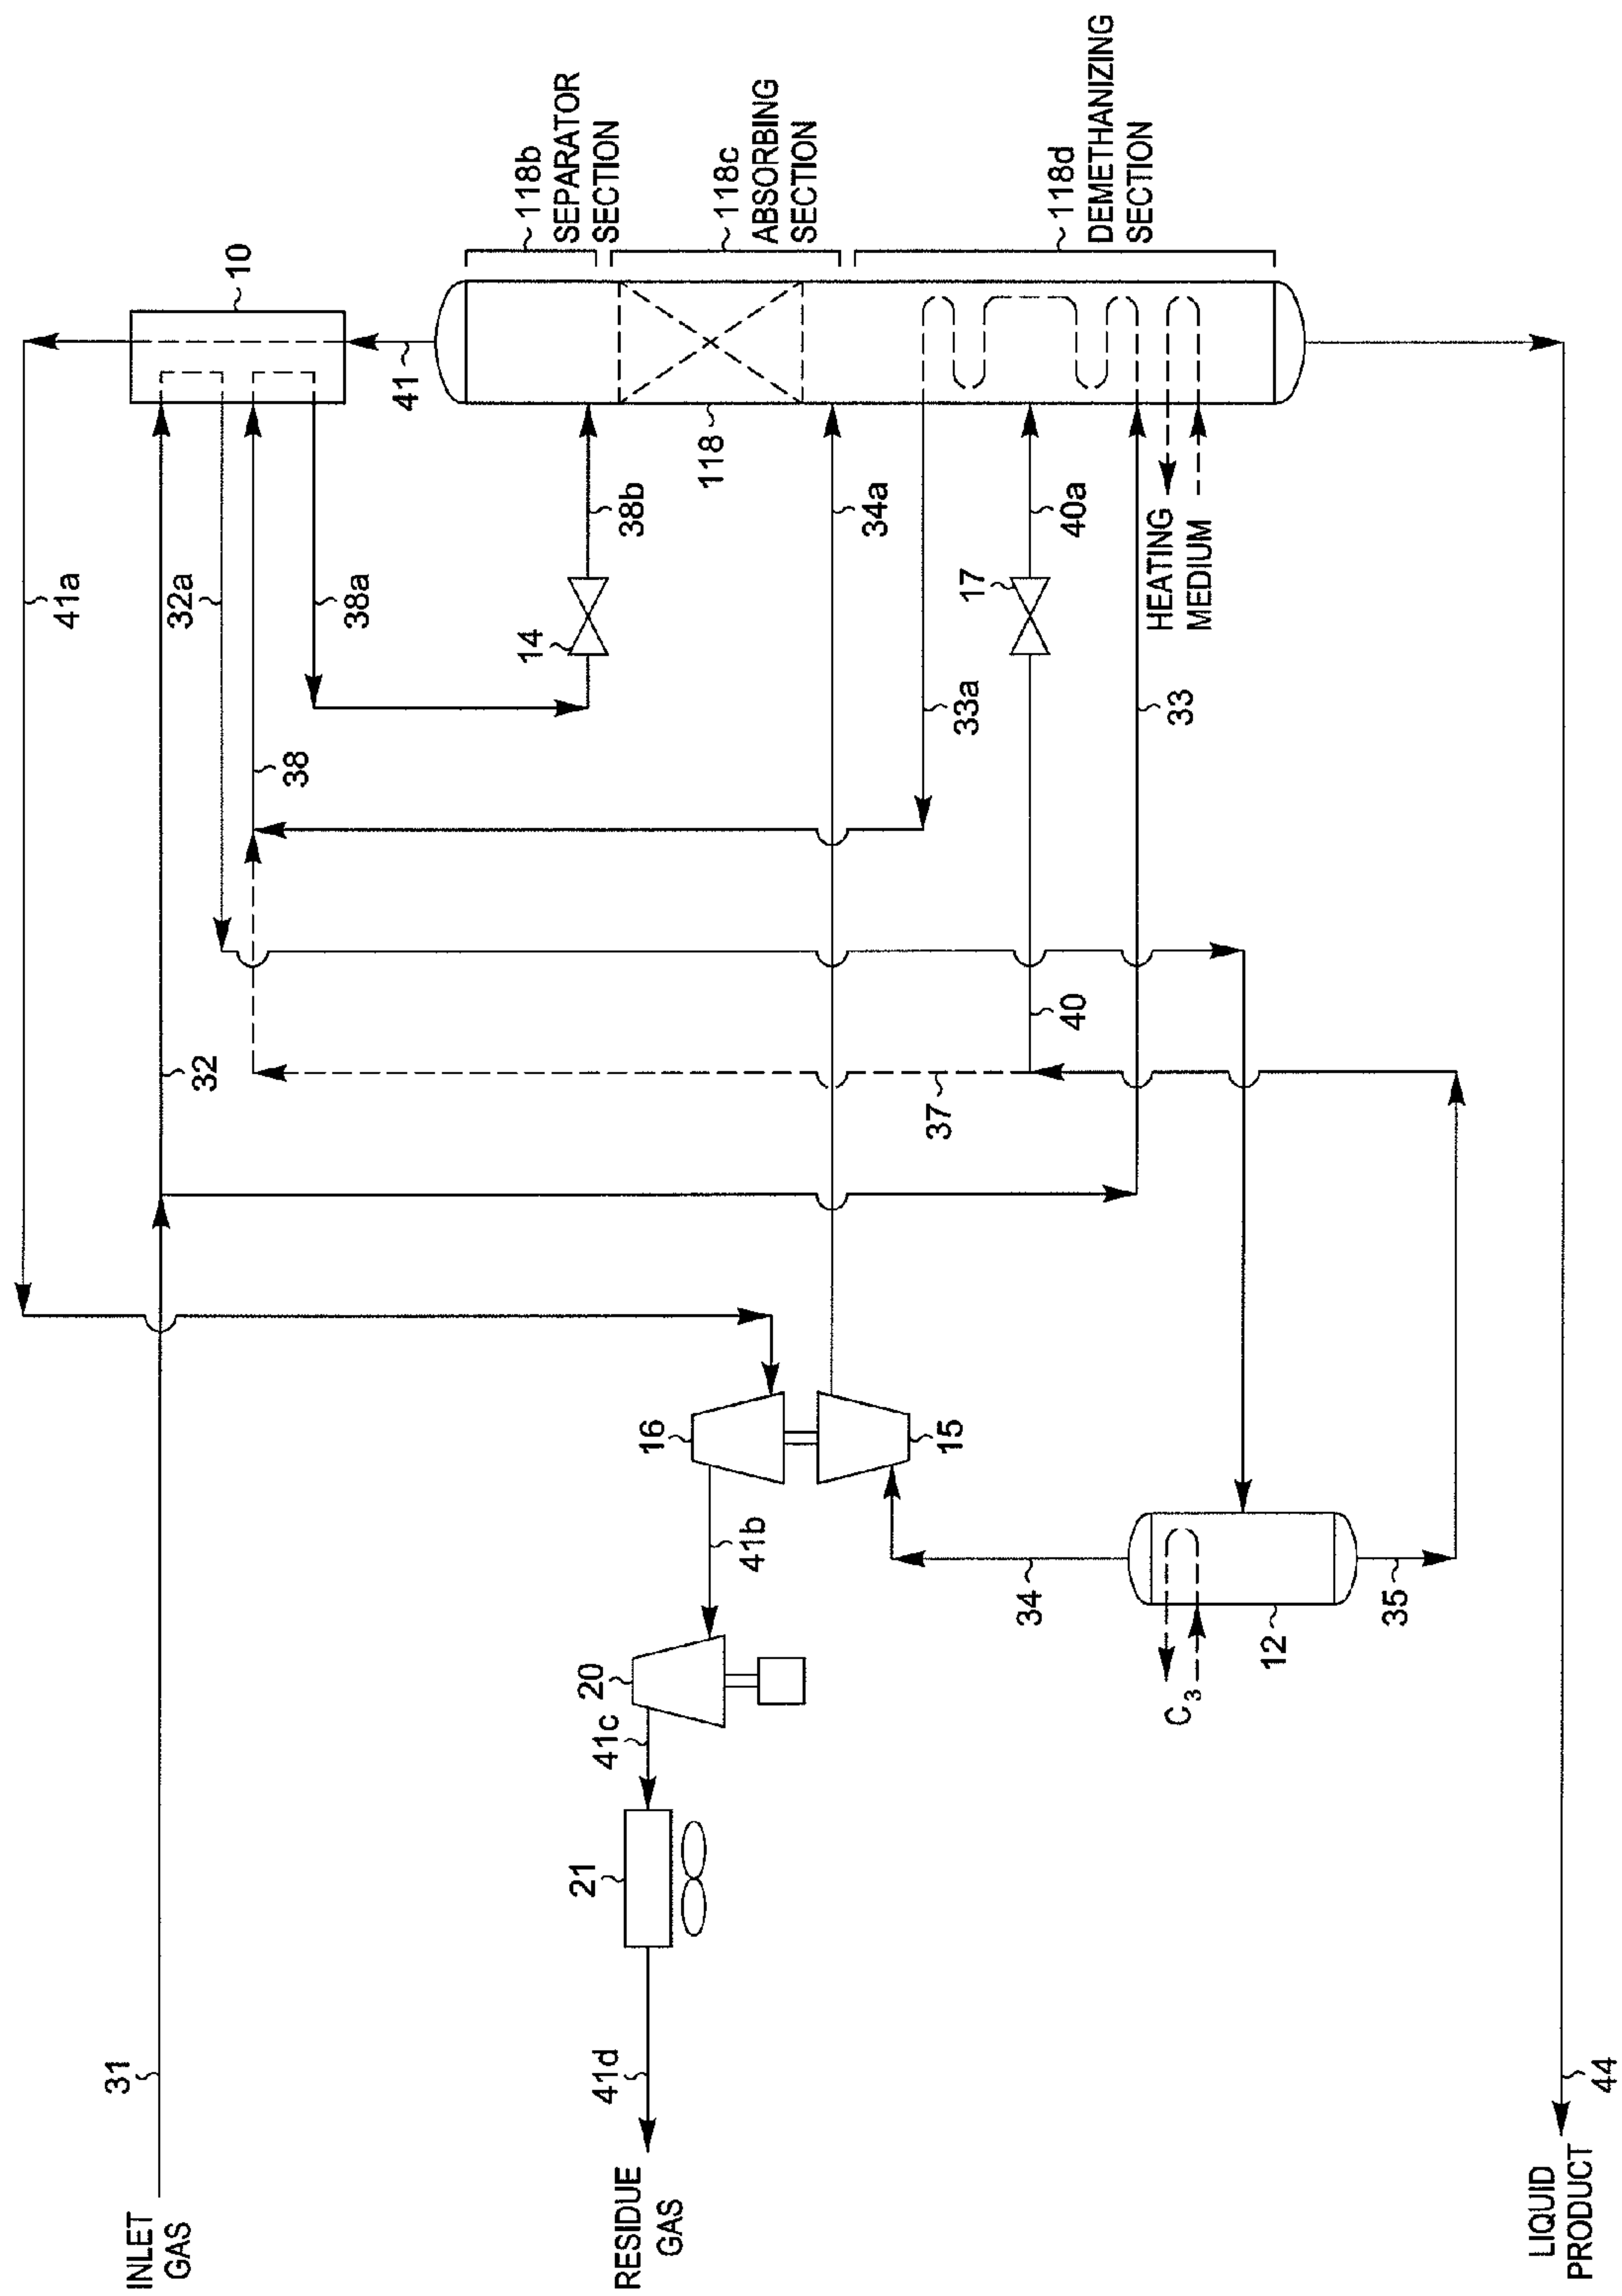 INLET
GAS
31
RESIDUE
GAS
41d
21
41c
20
41b
16
15
41a
32
32a
38
38a
14
38b
10
41
118b
SEPARATOR
SECTION
118c
ABSORBING
SECTION
118d
DEMETHANIZING
SECTION
118
34a
33a
17
40a
40
37
33
HEATING
MEDIUM
34
C3
12
35
LIQUID
PRODUCT
44